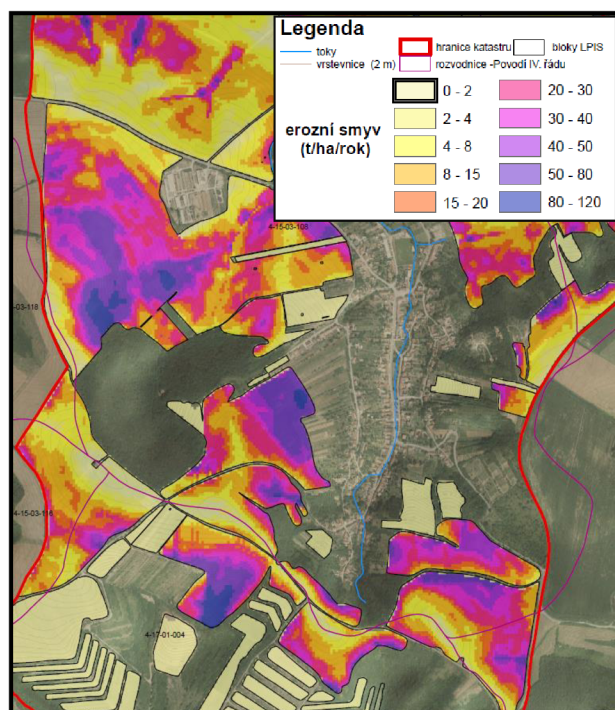 Legenda
toky
hranice katastru
bloky LPIS
vrstevnice (2 m)
rozvodnice -Povodí IV. řádu
erozní smyv
(t/ha/rok)
0 - 2
2 - 4
4 - 8
8 - 15
15 - 20
20 - 30
30 - 40
40 - 50
50 - 80
80 - 120
4-15-03-108
-03-118
4-15-03-116
4-17-01-004